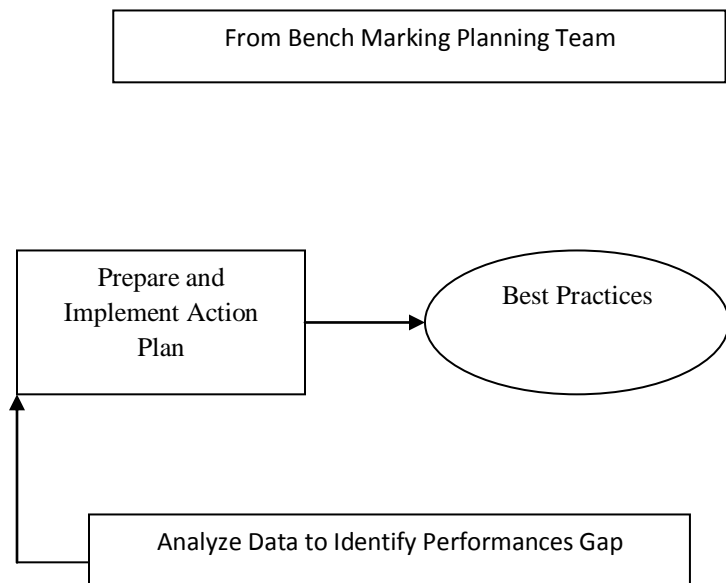 From Bench Marking Planning Team
Prepare and
Implement Action
Plan
Best Practices
Analyze Data to Identify Performances Gap